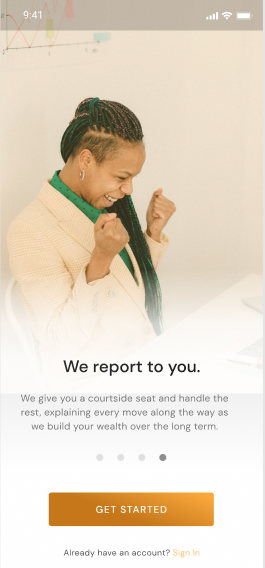 9:41
We report to you.
We give you a courtside seat and handle the
rest, explaining every move along the way as
we build your wealth over the long term.
GET STARTED
Already have an account? Sign In